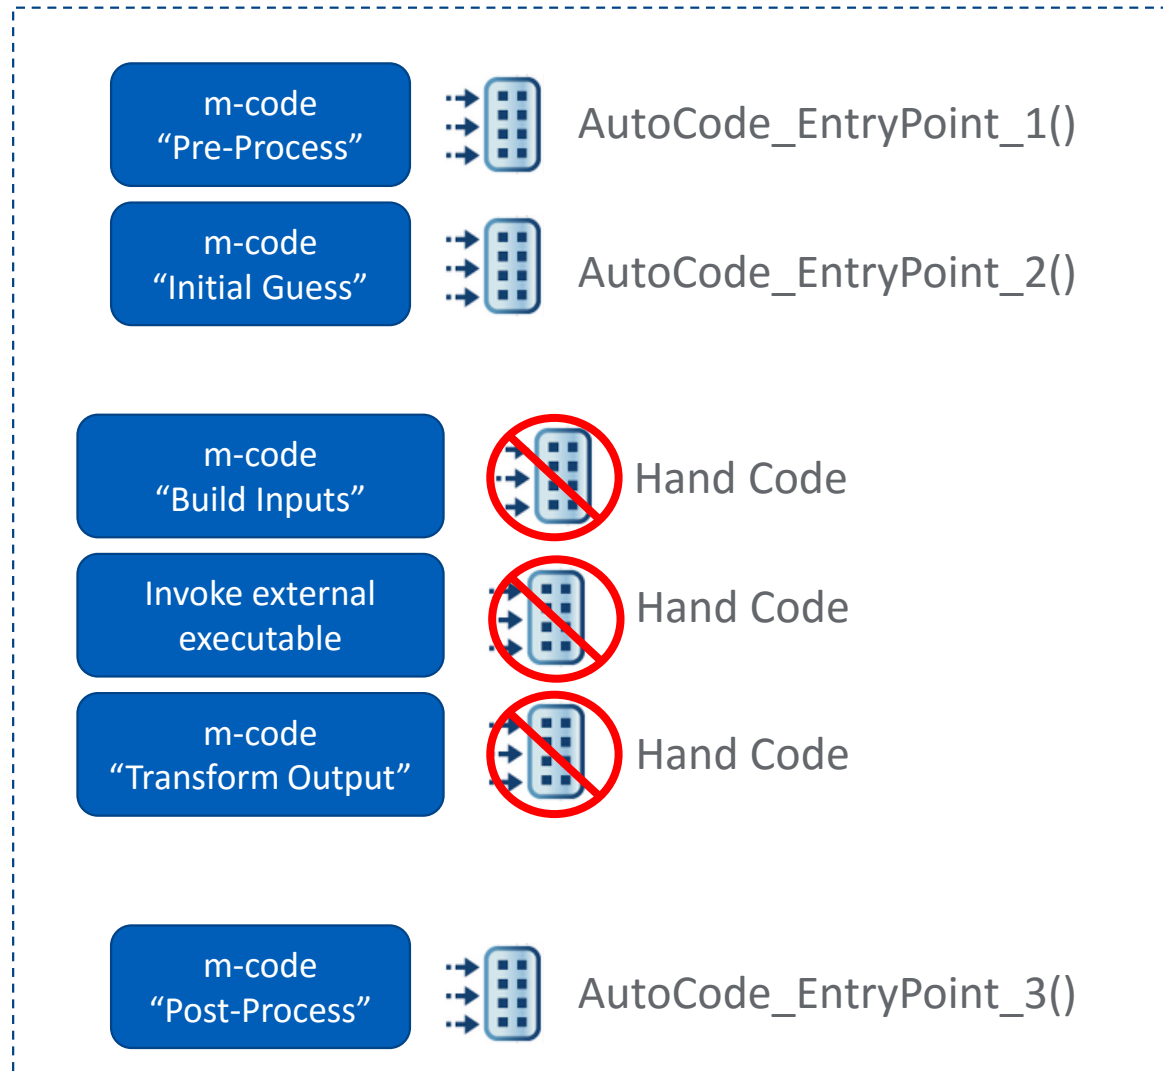 m-code
“Pre-Process”
AutoCode_EntryPoint_1()
m-code
“Initial Guess”
AutoCode_EntryPoint_2()
m-code
“Build Inputs”
Hand Code
Invoke external
executable
Hand Code
m-code
“Transform Output”
Hand Code
m-code
“Post-Process”
AutoCode_EntryPoint_3()